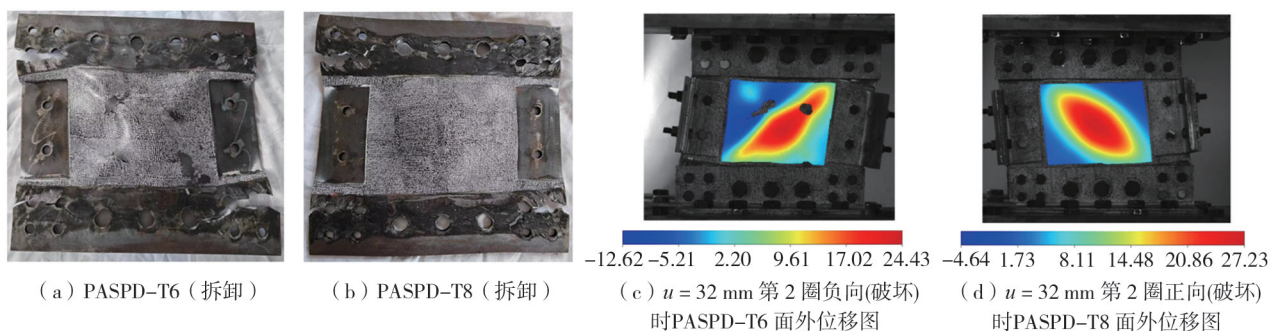 -12.62 -5.21 2.20 9.61 17.02 24.43
-4.64 1.73 8.11 14.48 20.86 27.23
(a)PASPD-T6(拆卸)
(b)PASPD-T8(拆卸)
(c)u = 32 mm 第 2 圈负向(破坏)
时PASPD-T6 面外位移图
(d)u = 32 mm 第 2 圈正向(破坏)
时PASPD-T8 面外位移图